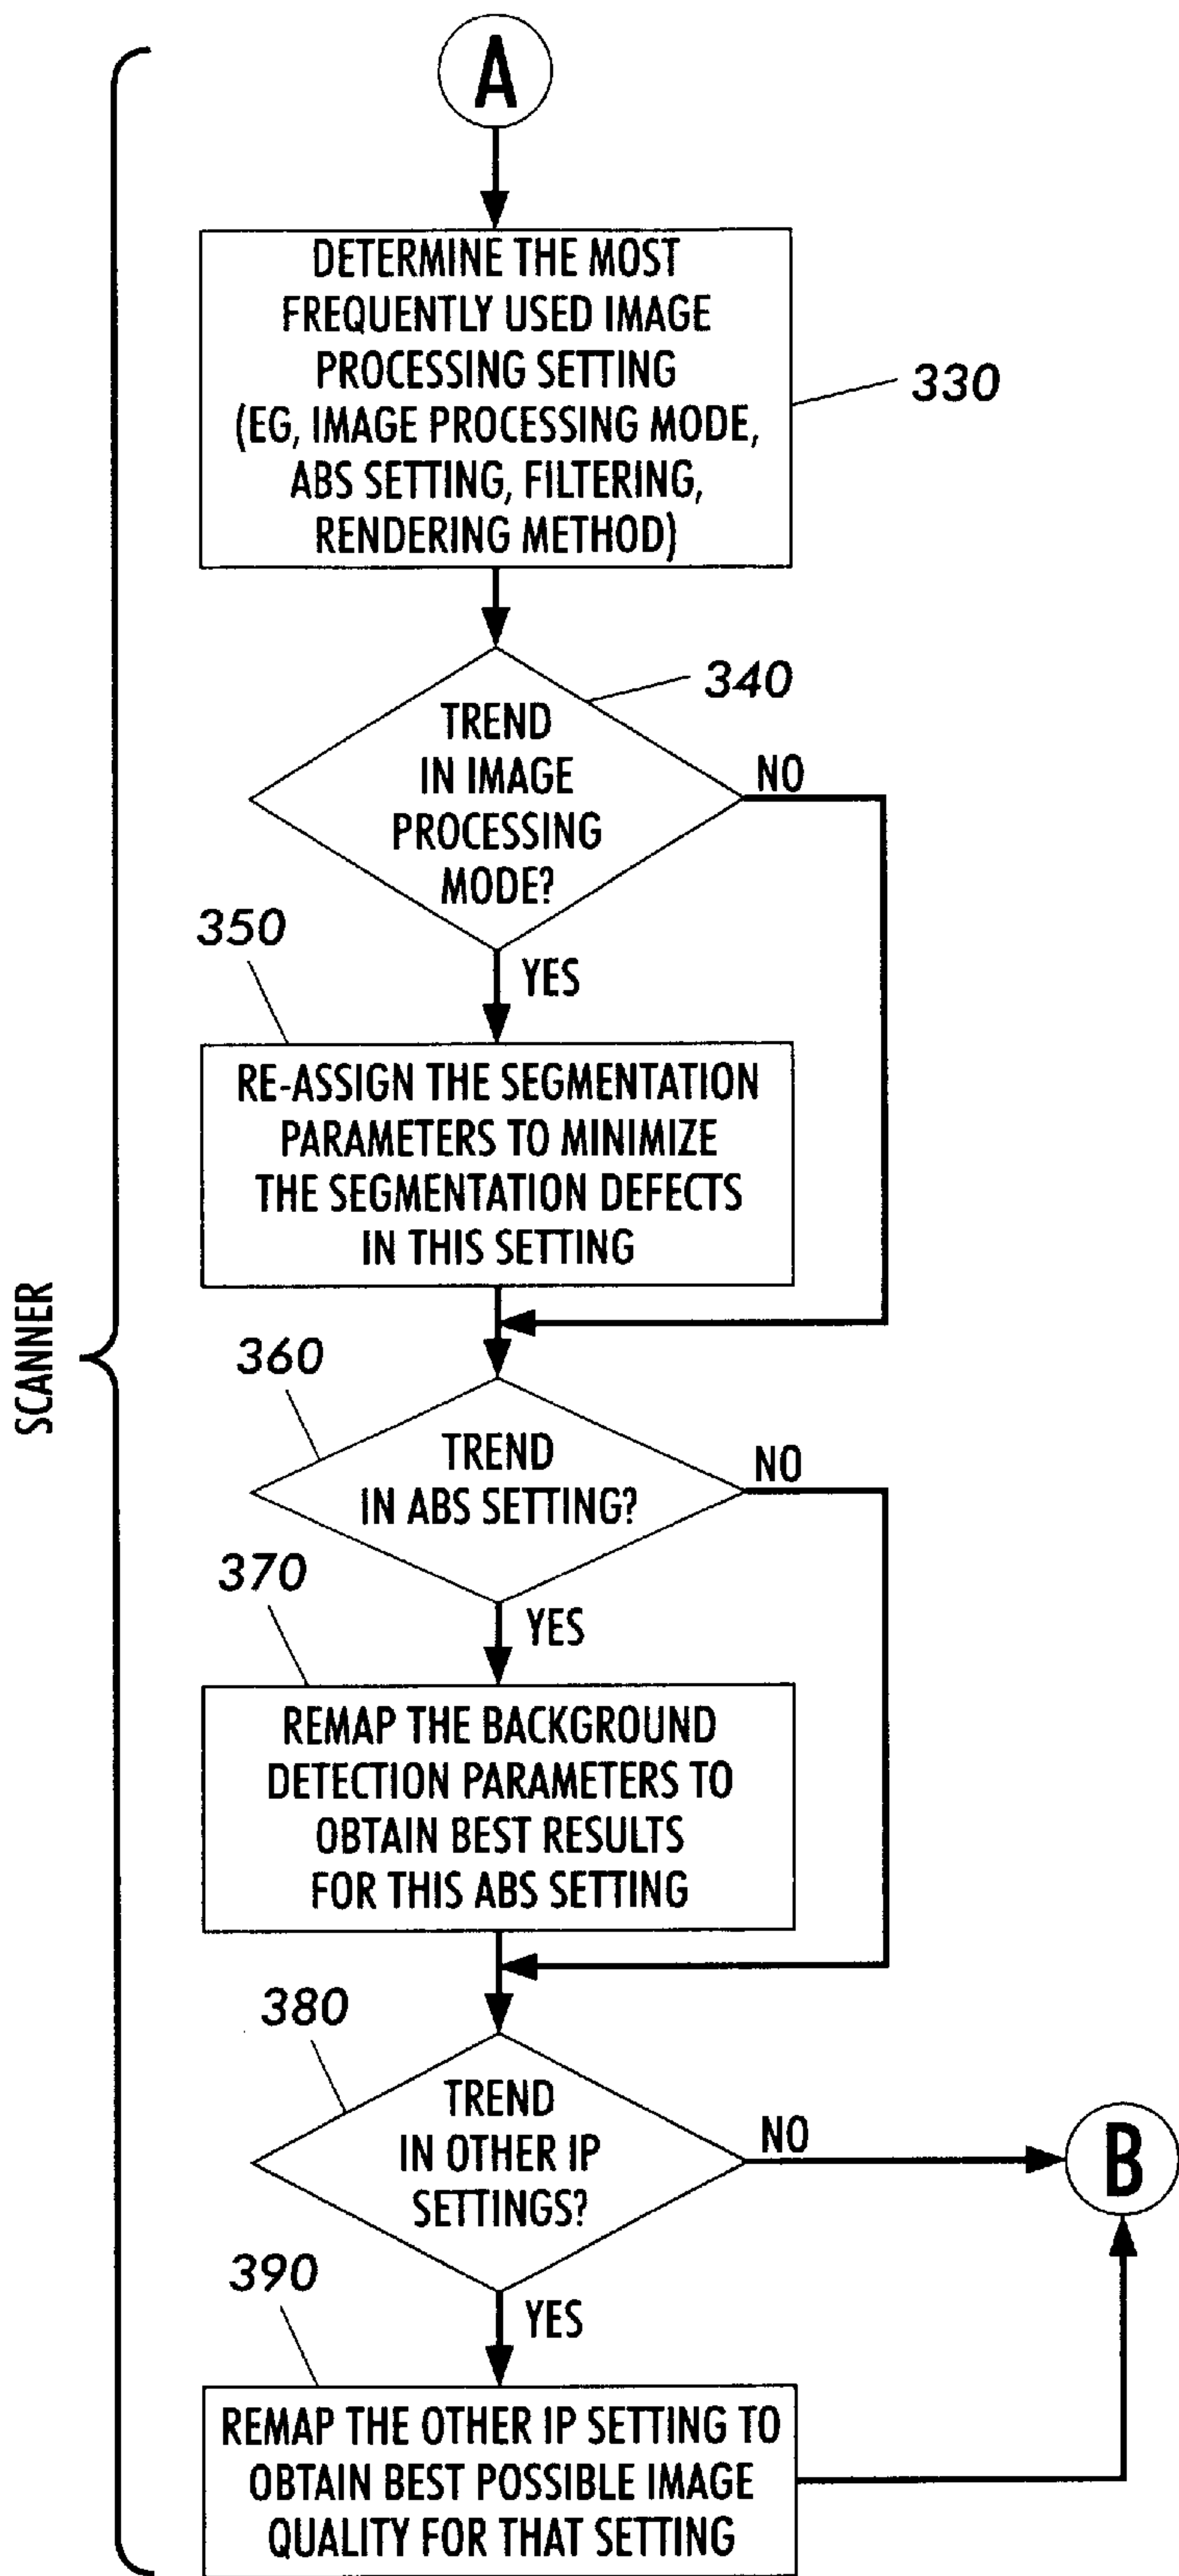 A
DETERMINE THE MOST
FREQUENTLY USED IMAGE
PROCESSING SETTING
(EG, IMAGE PROCESSING MODE,
ABS SETTING, FILTERING,
RENDERING METHOD)
330
340
TREND
IN IMAGE
PROCESSING
MODE?
NO
350
YES
RE-ASSIGN THE SEGMENTATION
PARAMETERS TO MINIMIZE
THE SEGMENTATION DEFECTS
IN THIS SETTING
SCANNER
360
TREND
IN ABS SETTING?
NO
370
YES
REMAP THE BACKGROUND
DETECTION PARAMETERS TO
OBTAIN BEST RESULTS
FOR THIS ABS SETTING
380
TREND
IN OTHER IP
SETTINGS?
NO
B
390
YES
REMAP THE OTHER IP SETTING TO
OBTAIN BEST POSSIBLE IMAGE
QUALITY FOR THAT SETTING